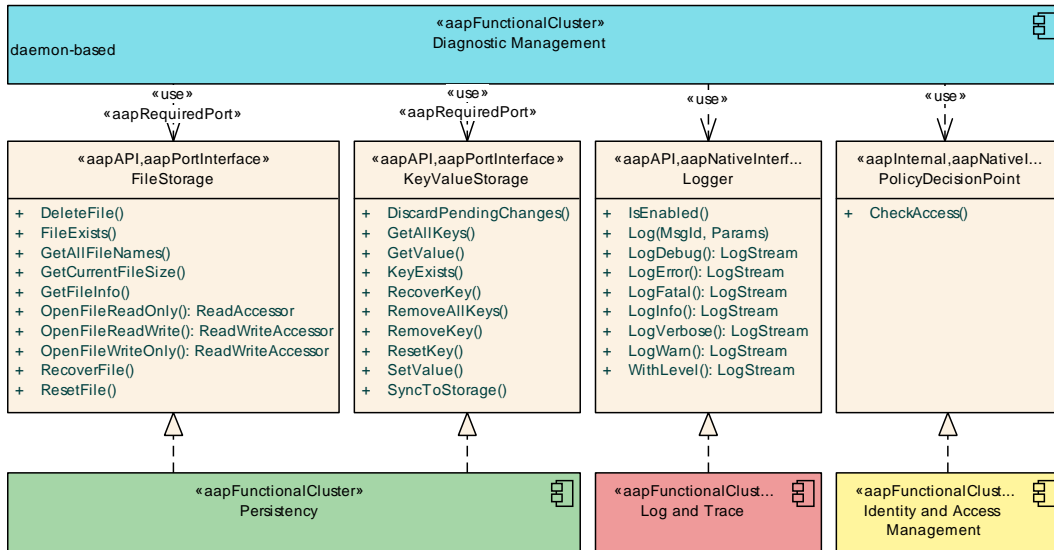 «aapFunctionalCluster»
Diagnostic Management
daemon-based
«use»
«aapRequiredPort»
«use»
«aapRequiredPort»
«use»
«use»
«aapAPI,aapPortInterface»
FileStorage
+ DeleteFile()
+ FileExists()
+ GetAllFileNames()
+ GetCurrentFileSize()
+ GetFileInfo()
+ OpenFileReadOnly(): ReadAccessor
+ OpenFileReadWrite(): ReadWriteAccessor
+ OpenFileWriteOnly(): ReadWriteAccessor
+ RecoverFile()
+ ResetFile()
«aapAPI,aapPortInterface»
KeyValueStorage
+ DiscardPendingChanges()
+ GetAllKeys()
+ GetValue()
+ KeyExists()
+ RecoverKey()
+ RemoveAllKeys()
+ RemoveKey()
+ ResetKey()
+ SetValue()
+ SyncToStorage()
«aapAPI,aapNativeInterf...
Logger
+ IsEnabled()
+ Log(MsgId, Params)
+ LogDebug(): LogStream
+ LogError(): LogStream
+ LogFatal(): LogStream
+ LogInfo(): LogStream
+ LogVerbose(): LogStream
+ LogWarn(): LogStream
+ WithLevel(): LogStream
«aapInternal,aapNativeI...
PolicyDecisionPoint
+ CheckAccess()
«aapFunctionalCluster»
Persistency
«aapFunctionalClust...
Log and Trace
«aapFunctionalClust...
Identity and Access
Management